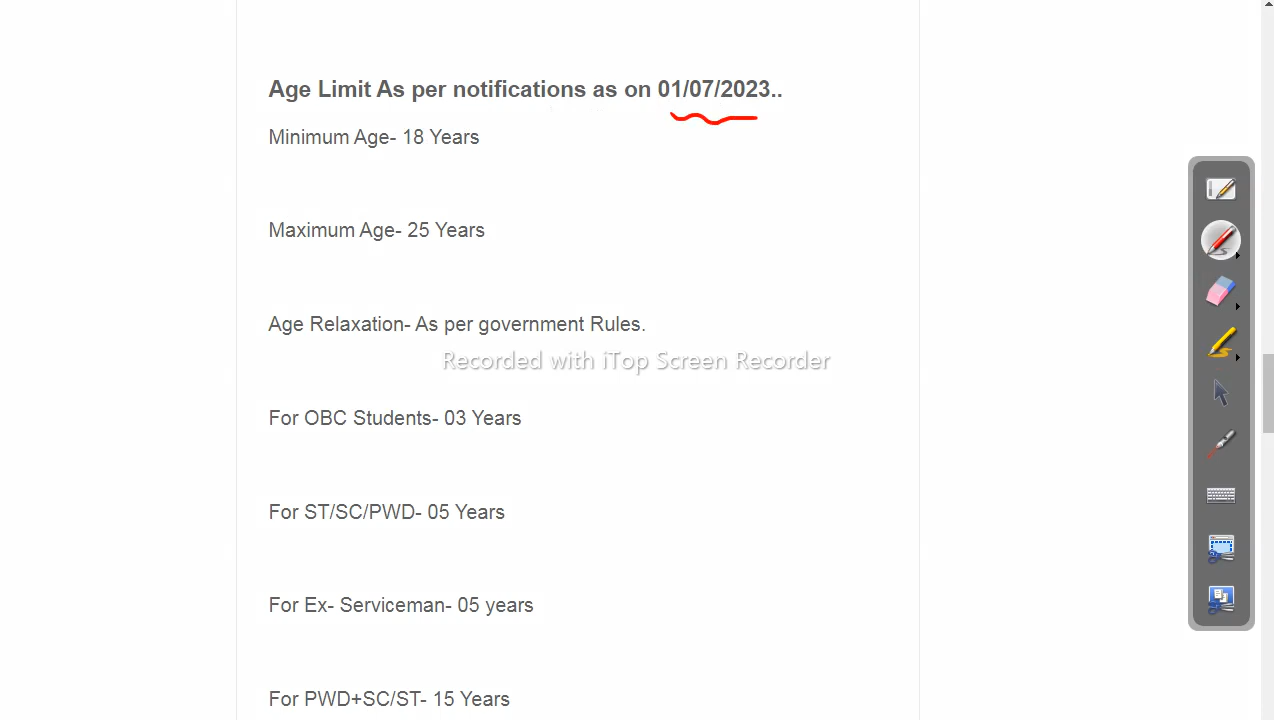 Age Limit As per notifications as on 01/07/2023..
Minimum Age- 18 Years
Maximum Age- 25 Years
Age Relaxation- As per government Rules.
Recorded with iTop Screen Recorder
For OBC Students- 03 Years
For ST/SC/PWD- 05 Years
For Ex- Serviceman- 05 years
For PWD+SC/ST- 15 Years